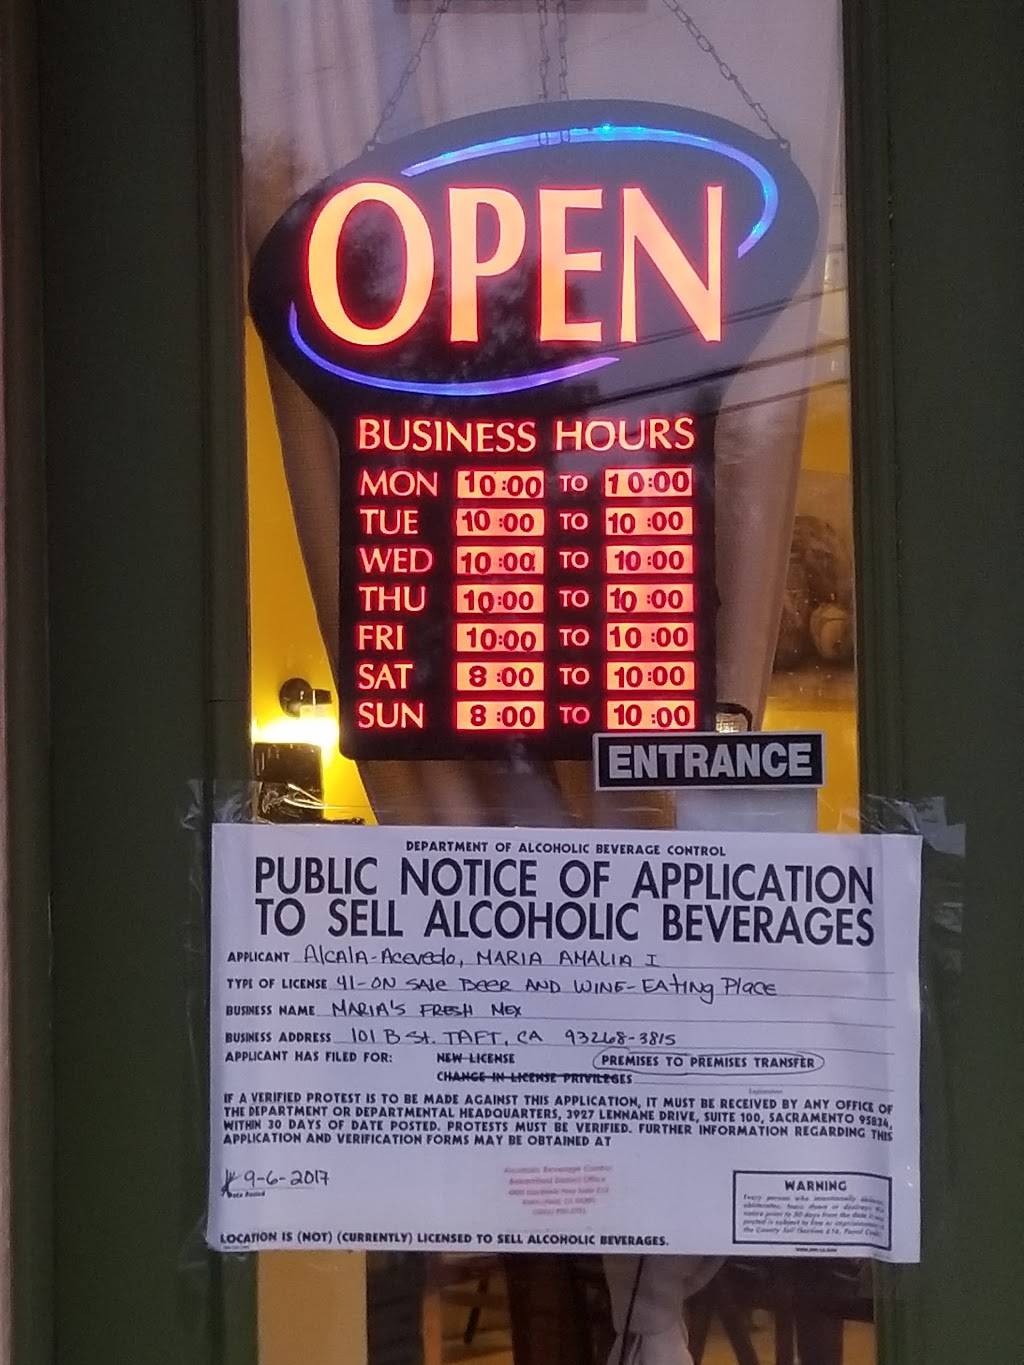 OPEN
BUSINESS HOURS
MON 10:00 TO 10:00
TUE 10:00 TO 10:00
WED 10:00 TO 10:00
THU 10:00 TO 10:00
FRI 10:00 TO 10:00
SAT 8:00 TO 10:00
SUN 8:00 TO 10:00
ENTRANCE
DEPARTMENT OF ALCOHOLIC BEVERAGE CONTROL
PUBLIC NOTICE OF APPLICATION
TO SELL ALCOHOLIC BEVERAGES
APPLICANT Alcala-Acevedo, MARIA AMALIA I
TYPE OF LICENSE 41-ON SAle BEER AND WINE-EAting PlACE
BUSINESS NAME MARIA'S FRESH MEX
BUSINESS ADDRESS 101 B St. TAFT, CA 93268-3815
APPLICANT HAS FILED FOR: NEW LICENSE PREMISES TO PREMISES TRANSFER
CHANGE IN LICENSE PRIVILEGES
IF A VERIFIED PROTEST IS TO BE MADE AGAINST THIS APPLICATION, IT MUST BE RECEIVED BY ANY OFFICE OF
THE DEPARTMENT OR DEPARTMENTAL HEADQUARTERS, 3927 LENNANE DRIVE, SUITE 100, SACRAMENTO 95834,
WITHIN 30 DAYS OF DATE POSTED. PROTESTS MUST BE VERIFIED. FURTHER INFORMATION REGARDING THIS
APPLICATION AND VERIFICATION FORMS MAY BE OBTAINED AT
9-6-2017
Date Posted
Alcoholic Beverage Control
Bakersfield District Office
WARNING
LOCATION IS (NOT) (CURRENTLY) LICENSED TO SELL ALCOHOLIC BEVERAGES.